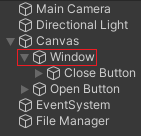 Main Camera
Directional Light
Canvas
Window
Close Button
Open Button
EventSystem
File Manager